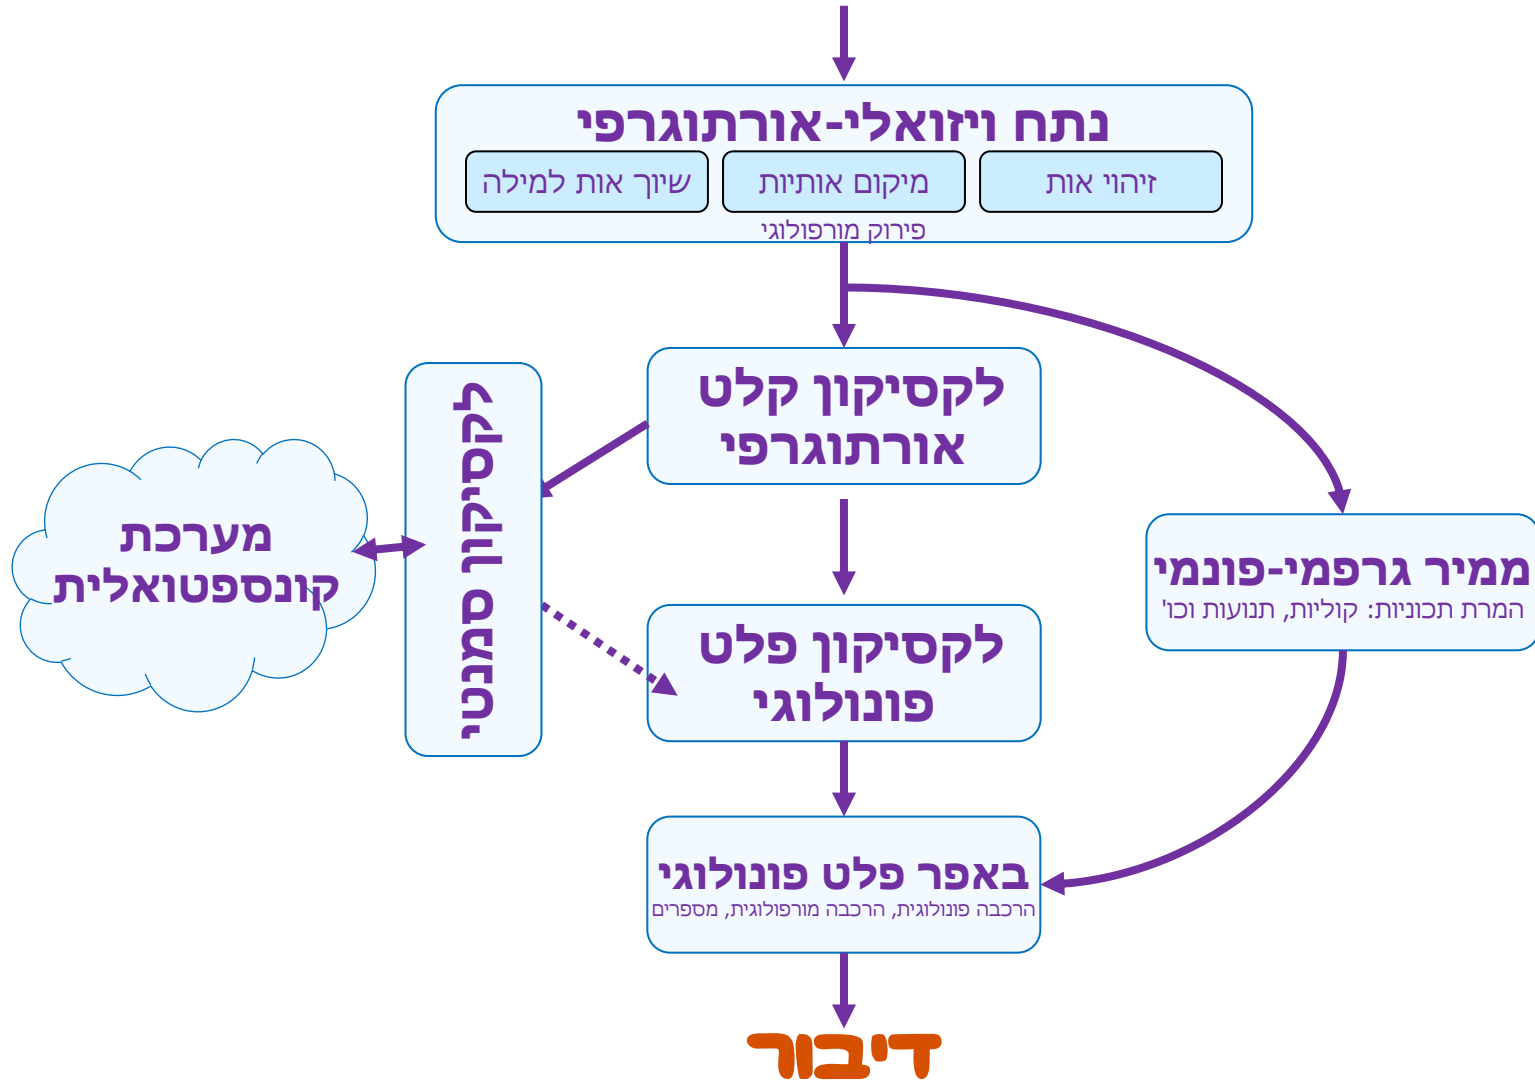 נתח ויזואלי-אורתוגרפי
זיהוי אות
מיקום אותיות
שיוך אות למילה
פירוק מורפולוגי
לקסיקון קלט
אורתוגרפי
לקסיקון סמנטי
מערכת
קונספטואלית
ממיר גרפמי-פונמי
המרת תכוניות: קוליות, תנועות וכו'
לקסיקון פלט
פונולוגי
באפר פלט פונולוגי
הרכבה פונולוגית, הרכבה מורפולוגית, מספרים
דיבור